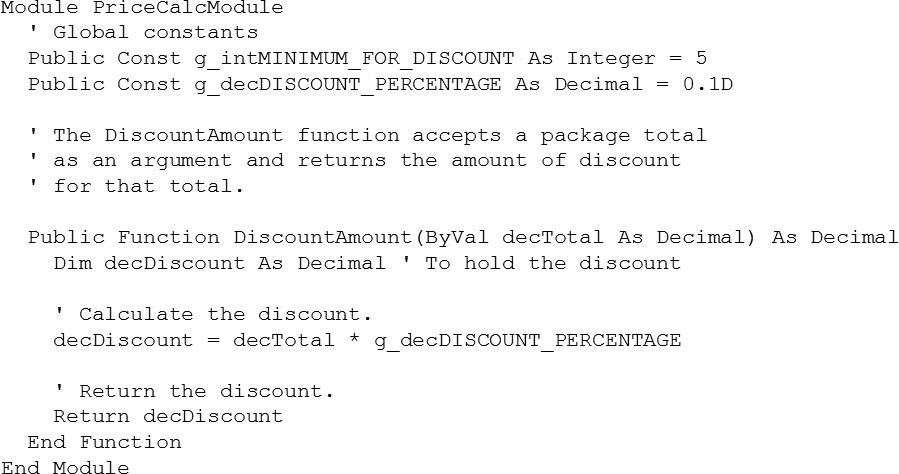 Module PriceCalcModule
' Global constants
Public Const g_intMINIMUM_FOR_DISCOUNT As Integer = 5
Public Const g_decDISCOUNT_PERCENTAGE As Decimal = 0.1D
' The DiscountAmount function accepts a package total
' as an argument and returns the amount of discount
' for that total.
Public Function DiscountAmount(ByVal decTotal As Decimal) As Decimal
Dim decDiscount As Decimal ' To hold the discount
' Calculate the discount.
decDiscount = decTotal * g_decDISCOUNT_PERCENTAGE
' Return the discount.
Return decDiscount
End Function
End Module